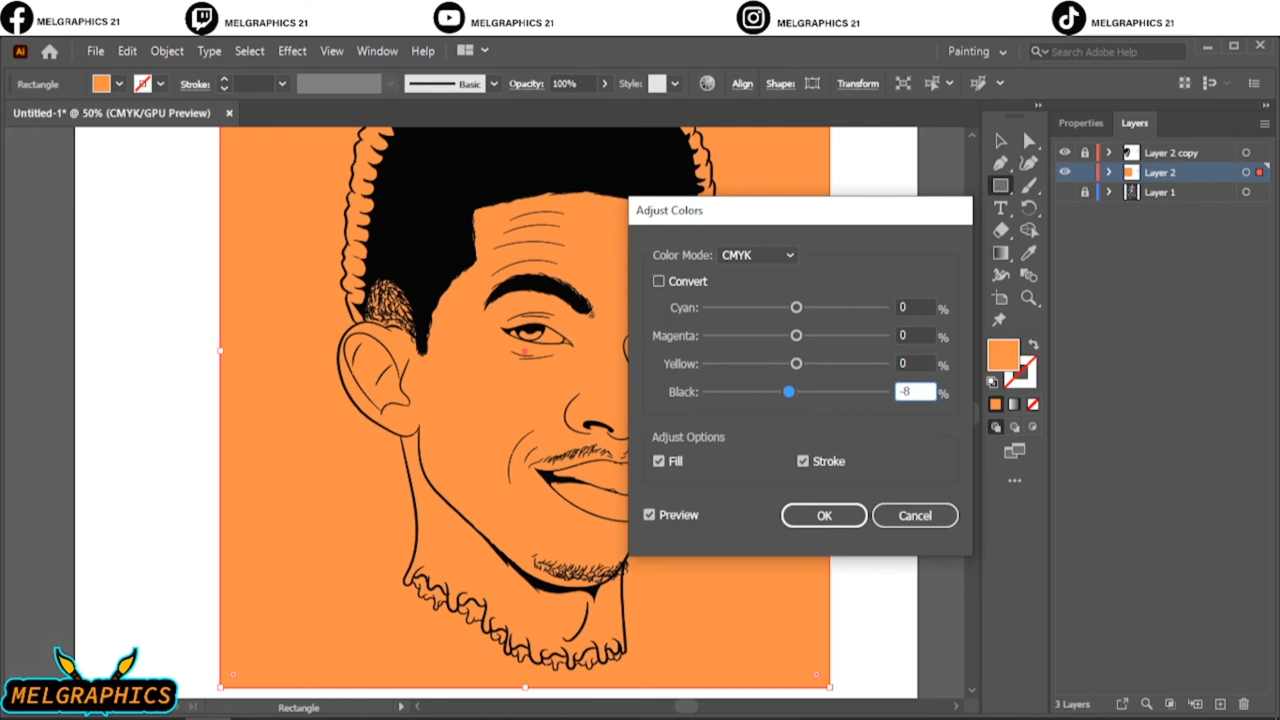 MELGRAPHICS 21
MELGRAPHICS 21
MELGRAPHICS 21
MELGRAPHICS 21
MELGRAPHICS 21
Ai File Edit Object Type Select Effect View Window Help Painting Search Adobe Help
Rectangle Stroke: Basic Opacity: 100% Style: Align Shape: Transform
Untitled-1* @ 50% (CMYK/GPU Preview) ×
Properties Layers
Layer 2 copy
Layer 2
Layer 1
Adjust Colors
Color Mode: CMYK
Convert
Cyan: 0 %
Magenta: 0 %
Yellow: 0 %
Black: -8 %
Adjust Options
Fill Stroke
Preview OK Cancel
MELGRAPHICS
Rectangle
3 Layers